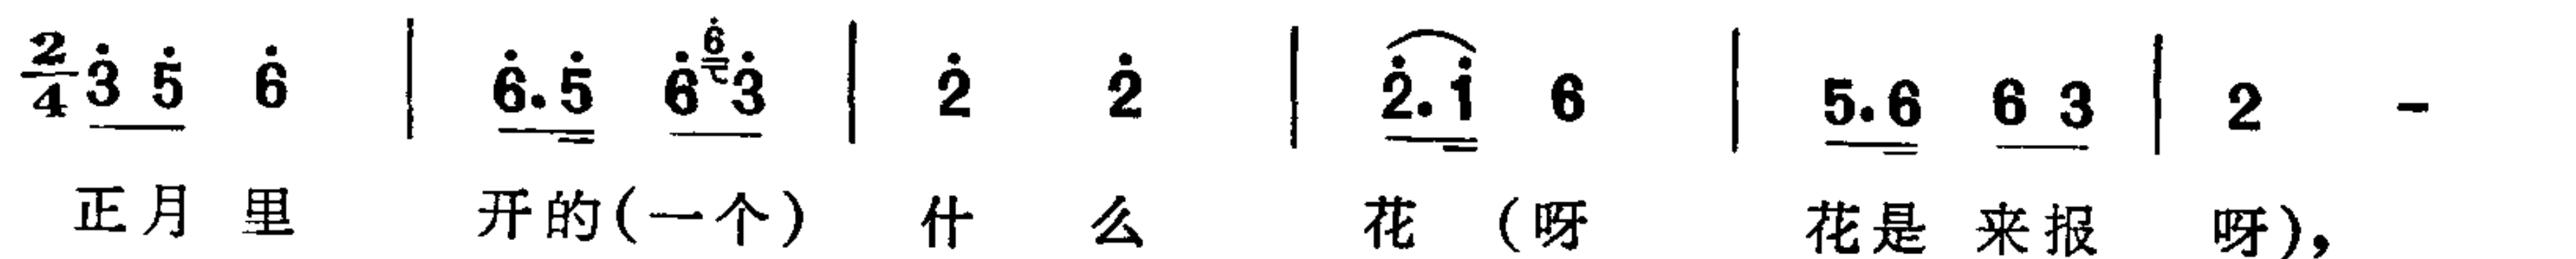 2/4 3̇ 5̇ 6̇ | 6̇.5̇ 6̇ 6̇ 3̇ | 2̇ 2̇ | 2̇.1̇ 6 | 5.6 6 3 | 2 -
正月里 开的(一个) 什么 花 (呀 花是来报 呀),